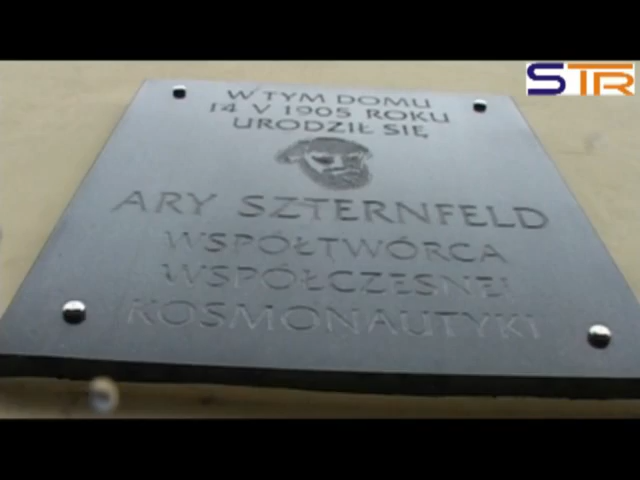 STR
W TYM DOMU
14 V 1905 ROKU
URODZIŁ SIĘ
ARY SZTERNFELD
WSPÓŁTWÓRCA
WSPÓŁCZESNEJ
KOSMONAUTYKI